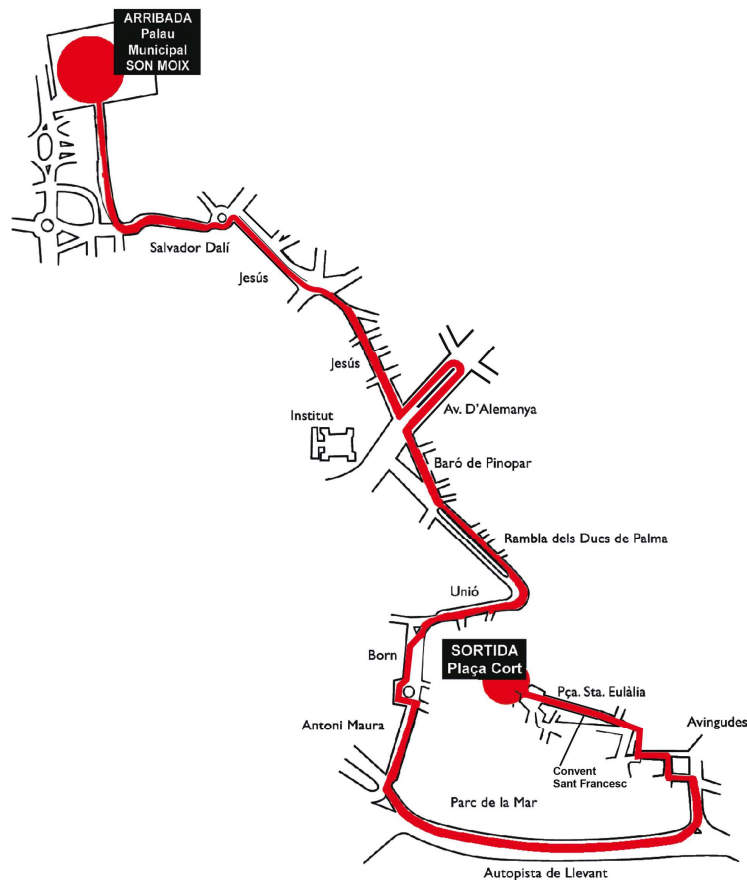 ARRIBADA
Palau
Municipal
SON MOIX
Salvador Dalí
Jesús
Jesús
Av. D'Alemanya
Institut
Baró de Pinopar
Rambla dels Ducs de Palma
Unió
Born
SORTIDA
Plaça Cort
Pça. Sta. Eulàlia
Antoni Maura
Avingudes
Convent
Sant Francesc
Parc de la Mar
Autopista de Llevant